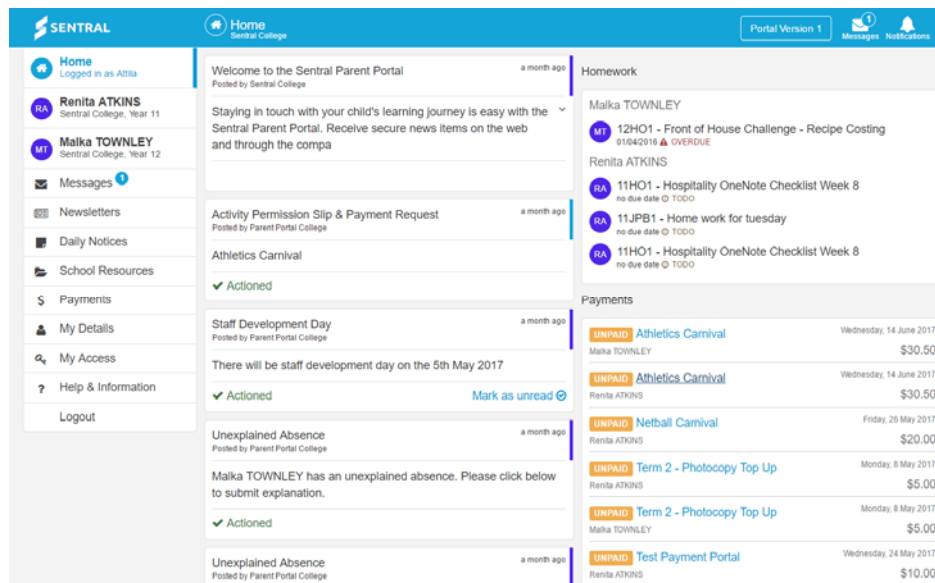 SENTRAL
Home
Sentral College
Portal Version 1
1
Messages
Notifications
Home
Logged in as Attila
RA
Renita ATKINS
Sentral College, Year 11
MT
Malka TOWNLEY
Sentral College, Year 12
Messages 1
Newsletters
Daily Notices
School Resources
$ Payments
My Details
My Access
? Help & Information
Logout
Welcome to the Sentral Parent Portal
a month ago
Posted by Sentral College
Staying in touch with your child's learning journey is easy with the
Sentral Parent Portal. Receive secure news items on the web
and through the compa
Activity Permission Slip & Payment Request
a month ago
Posted by Parent Portal College
Athletics Carnival
Actioned
Staff Development Day
a month ago
Posted by Parent Portal College
There will be staff development day on the 5th May 2017
Actioned
Mark as unread
Unexplained Absence
a month ago
Posted by Parent Portal College
Malka TOWNLEY has an unexplained absence. Please click below
to submit explanation.
Actioned
Unexplained Absence
a month ago
Posted by Parent Portal College
Homework
Malka TOWNLEY
MT
12HO1 - Front of House Challenge - Recipe Costing
01/04/2016 OVERDUE
Renita ATKINS
RA
11HO1 - Hospitality OneNote Checklist Week 8
no due date TODO
RA
11JPB1 - Home work for tuesday
no due date TODO
RA
11HO1 - Hospitality OneNote Checklist Week 8
no due date TODO
Payments
UNPAID Athletics Carnival
Wednesday, 14 June 2017
Malka TOWNLEY
$30.50
UNPAID Athletics Carnival
Wednesday, 14 June 2017
Renita ATKINS
$30.50
UNPAID Netball Carnival
Friday, 26 May 2017
Renita ATKINS
$20.00
UNPAID Term 2 - Photocopy Top Up
Monday, 8 May 2017
Renita ATKINS
$5.00
UNPAID Term 2 - Photocopy Top Up
Monday, 8 May 2017
Malka TOWNLEY
$5.00
UNPAID Test Payment Portal
Wednesday, 24 May 2017
Renita ATKINS
$10.00